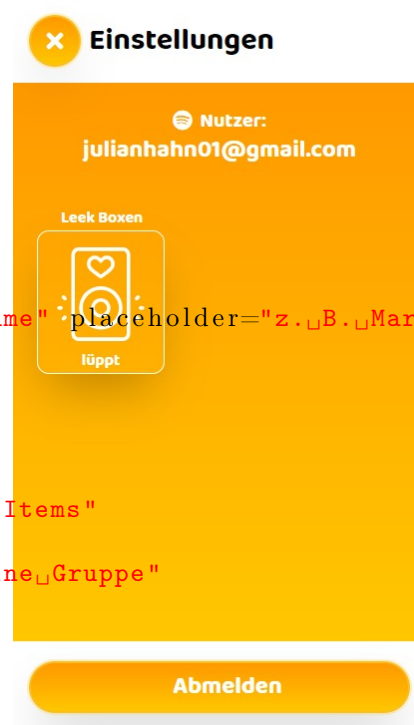 Einstellungen
Nutzer:
julianhahn01@gmail.com
Leek Boxen
me" placeholder="z.␣B.␣Mar
lüppt
Items"
ne␣Gruppe"
Abmelden